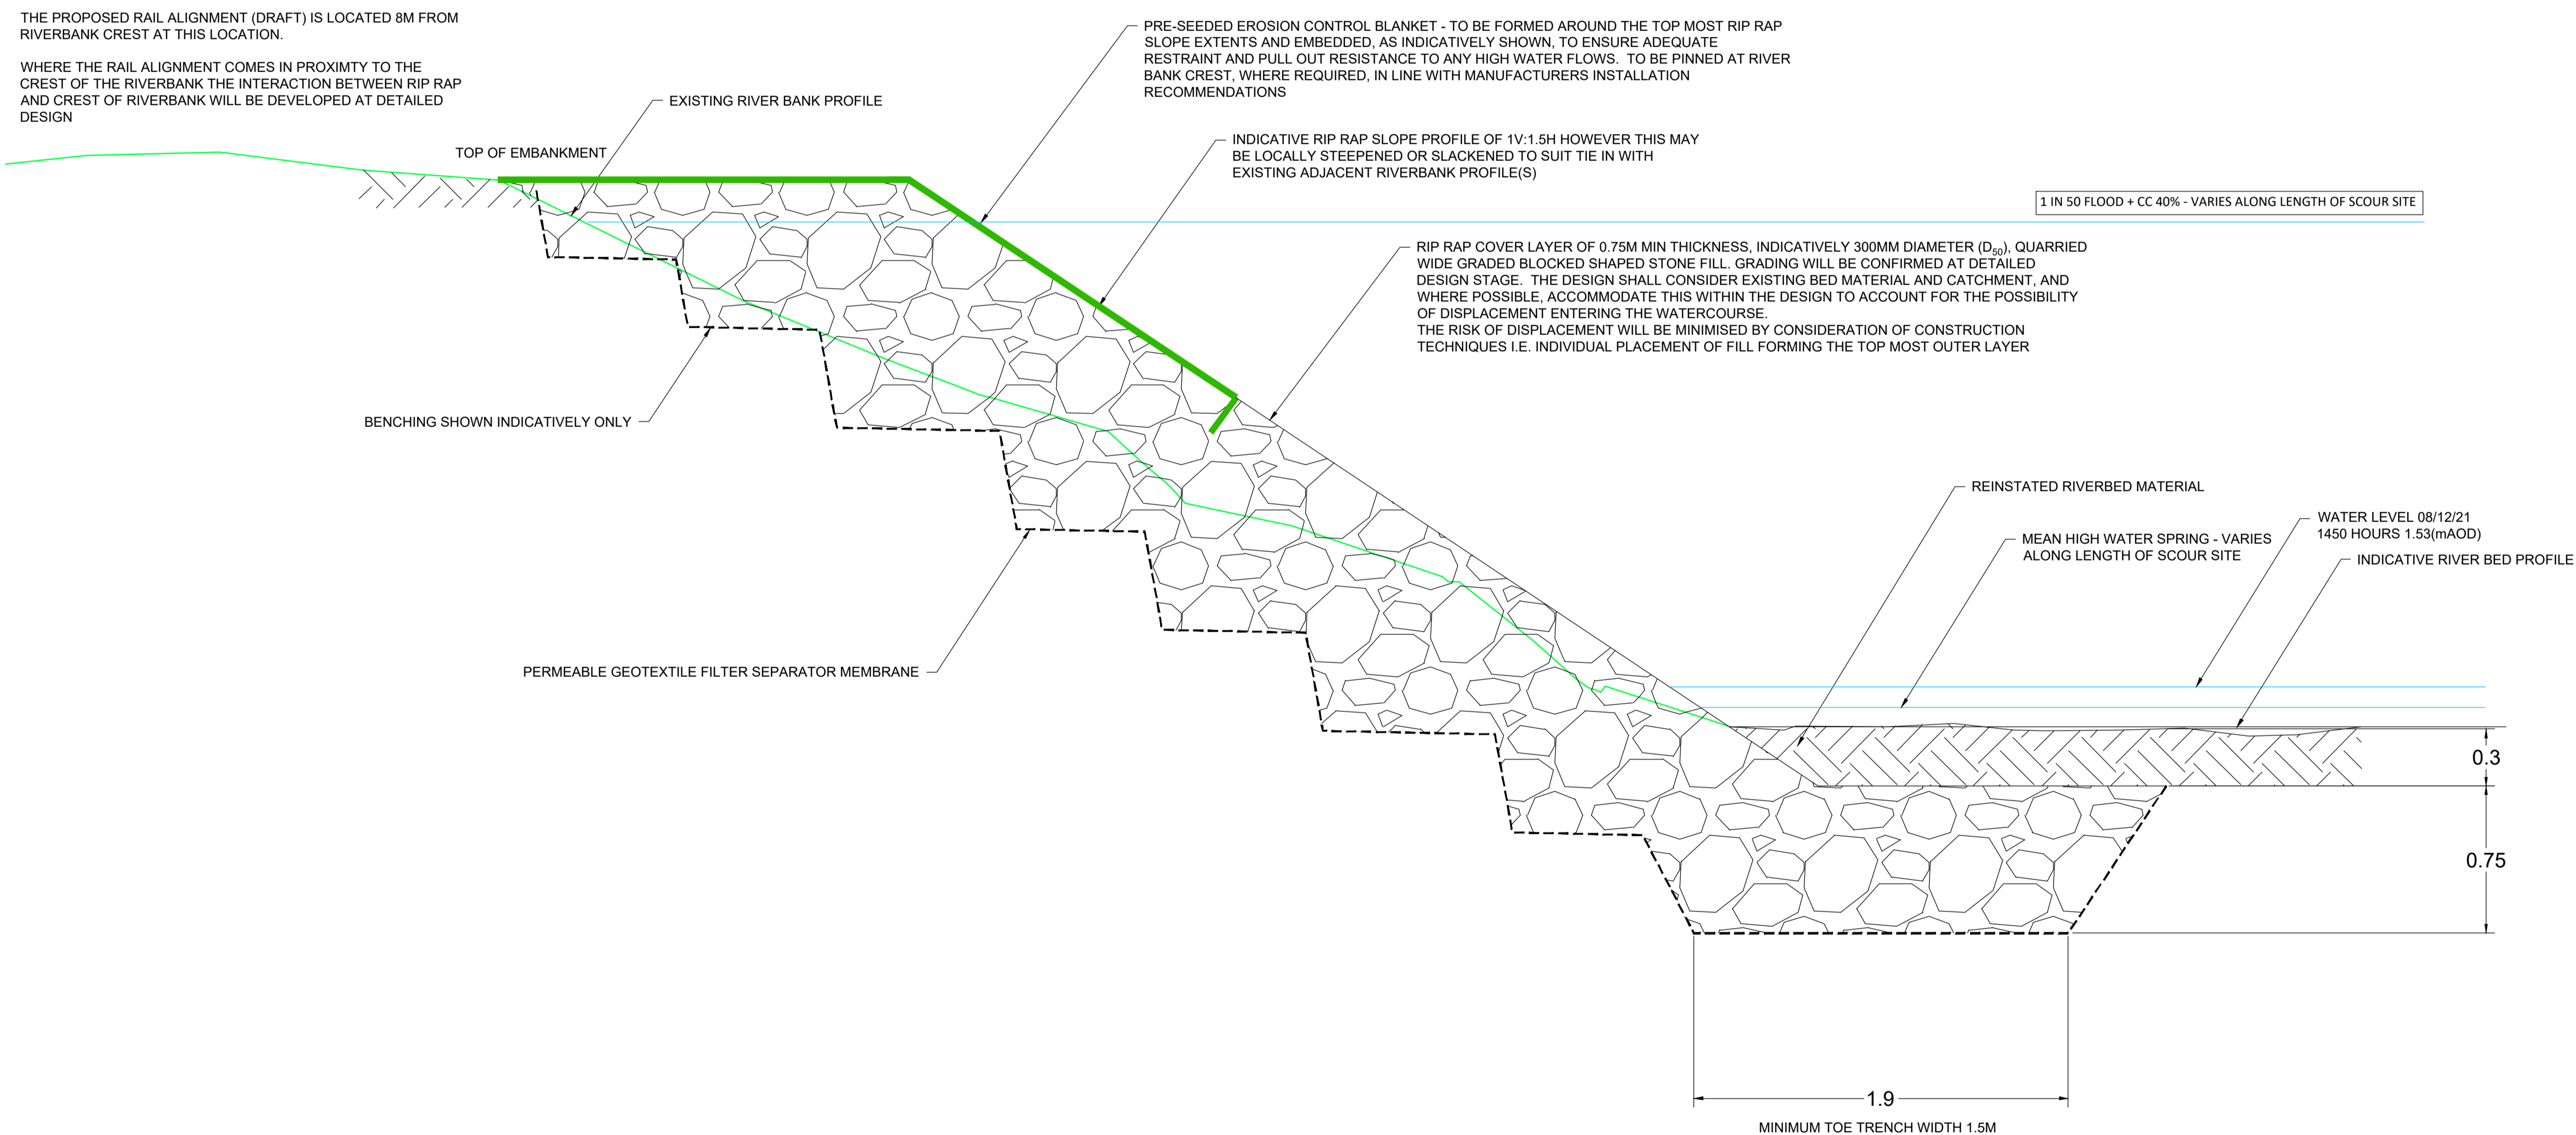 THE PROPOSED RAIL ALIGNMENT (DRAFT) IS LOCATED 8M FROM
RIVERBANK CREST AT THIS LOCATION.
WHERE THE RAIL ALIGNMENT COMES IN PROXIMTY TO THE
CREST OF THE RIVERBANK THE INTERACTION BETWEEN RIP RAP
AND CREST OF RIVERBANK WILL BE DEVELOPED AT DETAILED
DESIGN
EXISTING RIVER BANK PROFILE
TOP OF EMBANKMENT
PRE-SEEDED EROSION CONTROL BLANKET - TO BE FORMED AROUND THE TOP MOST RIP RAP
SLOPE EXTENTS AND EMBEDDED, AS INDICATIVELY SHOWN, TO ENSURE ADEQUATE
RESTRAINT AND PULL OUT RESISTANCE TO ANY HIGH WATER FLOWS. TO BE PINNED AT RIVER
BANK CREST, WHERE REQUIRED, IN LINE WITH MANUFACTURERS INSTALLATION
RECOMMENDATIONS
INDICATIVE RIP RAP SLOPE PROFILE OF 1V:1.5H HOWEVER THIS MAY
BE LOCALLY STEEPENED OR SLACKENED TO SUIT TIE IN WITH
EXISTING ADJACENT RIVERBANK PROFILE(S)
1 IN 50 FLOOD + CC 40% - VARIES ALONG LENGTH OF SCOUR SITE
RIP RAP COVER LAYER OF 0.75M MIN THICKNESS, INDICATIVELY 300MM DIAMETER (D50), QUARRIED
WIDE GRADED BLOCKED SHAPED STONE FILL. GRADING WILL BE CONFIRMED AT DETAILED
DESIGN STAGE. THE DESIGN SHALL CONSIDER EXISTING BED MATERIAL AND CATCHMENT, AND
WHERE POSSIBLE, ACCOMMODATE THIS WITHIN THE DESIGN TO ACCOUNT FOR THE POSSIBILITY
OF DISPLACEMENT ENTERING THE WATERCOURSE.
THE RISK OF DISPLACEMENT WILL BE MINIMISED BY CONSIDERATION OF CONSTRUCTION
TECHNIQUES I.E. INDIVIDUAL PLACEMENT OF FILL FORMING THE TOP MOST OUTER LAYER
BENCHING SHOWN INDICATIVELY ONLY
PERMEABLE GEOTEXTILE FILTER SEPARATOR MEMBRANE
REINSTATED RIVERBED MATERIAL
MEAN HIGH WATER SPRING - VARIES
ALONG LENGTH OF SCOUR SITE
WATER LEVEL 08/12/21
1450 HOURS 1.53(mAOD)
INDICATIVE RIVER BED PROFILE
0.3
0.75
1.9
MINIMUM TOE TRENCH WIDTH 1.5M